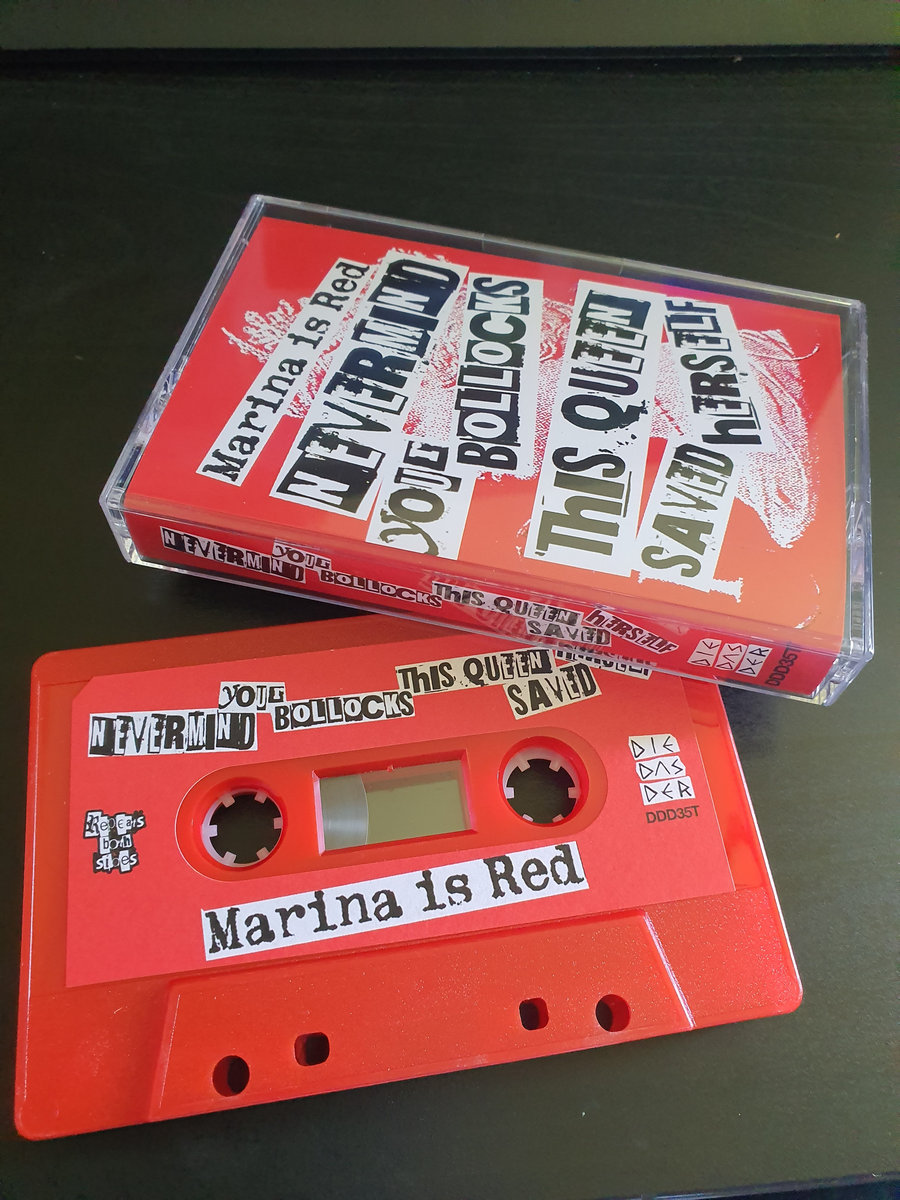 Marina is Red
NEVERMIND
YOUr
BOLLOCKS
ThIS QUEEN
SAVED hERSELF
NEVERMIND YOUr BOLLOCKS ThIS QUEEN SAVED hERSELF
DIE
DAS
DER
DDD35T
NEVERMIND YOUr BOLLOCKS ThIS QUEEN SAVED
DIE
DAS
DER
DDD35T
Repeats
both
sides
Marina is Red